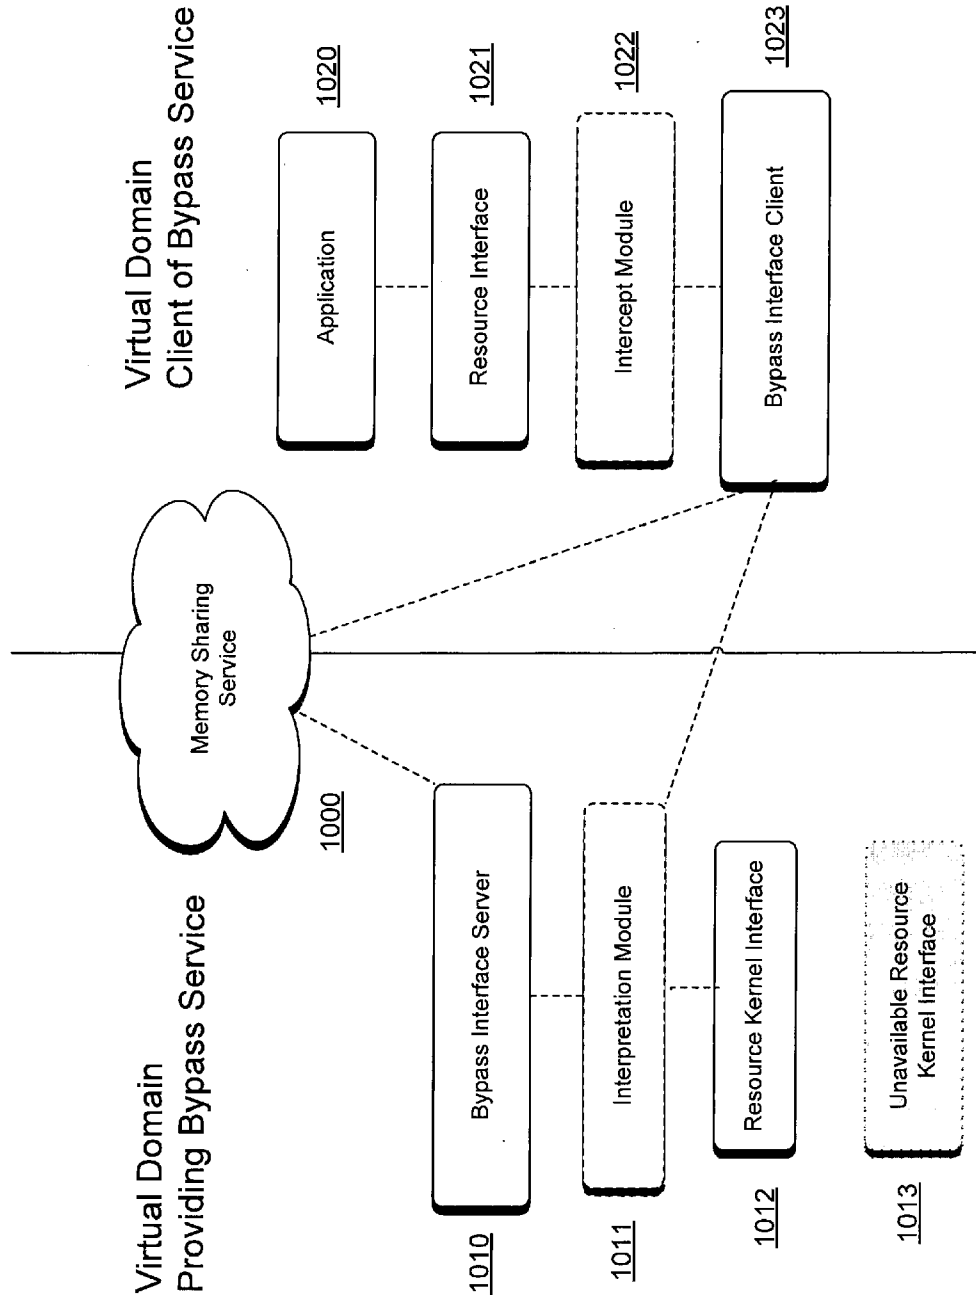 Virtual Domain
Providing Bypass Service
Virtual Domain
Client of Bypass Service
Memory Sharing
Service
1000
1010
Bypass Interface Server
1011
Interpretation Module
1012
Resource Kernel Interface
1013
Unavailable Resource
Kernel Interface
Application
1020
Resource Interface
1021
Intercept Module
1022
Bypass Interface Client
1023